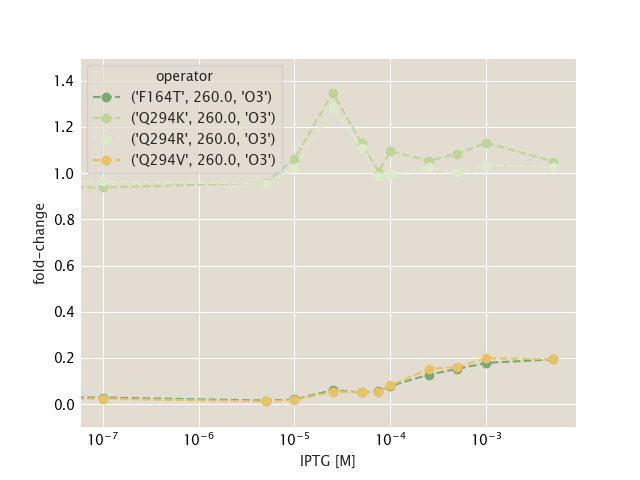 operator
('F164T', 260.0, 'O3')
('Q294K', 260.0, 'O3')
('Q294R', 260.0, 'O3')
('Q294V', 260.0, 'O3')
1.4
1.2
1.0
0.8
0.6
0.4
0.2
0.0
fold-change
10⁻⁷ 10⁻⁶ 10⁻⁵ 10⁻⁴ 10⁻³
IPTG [M]